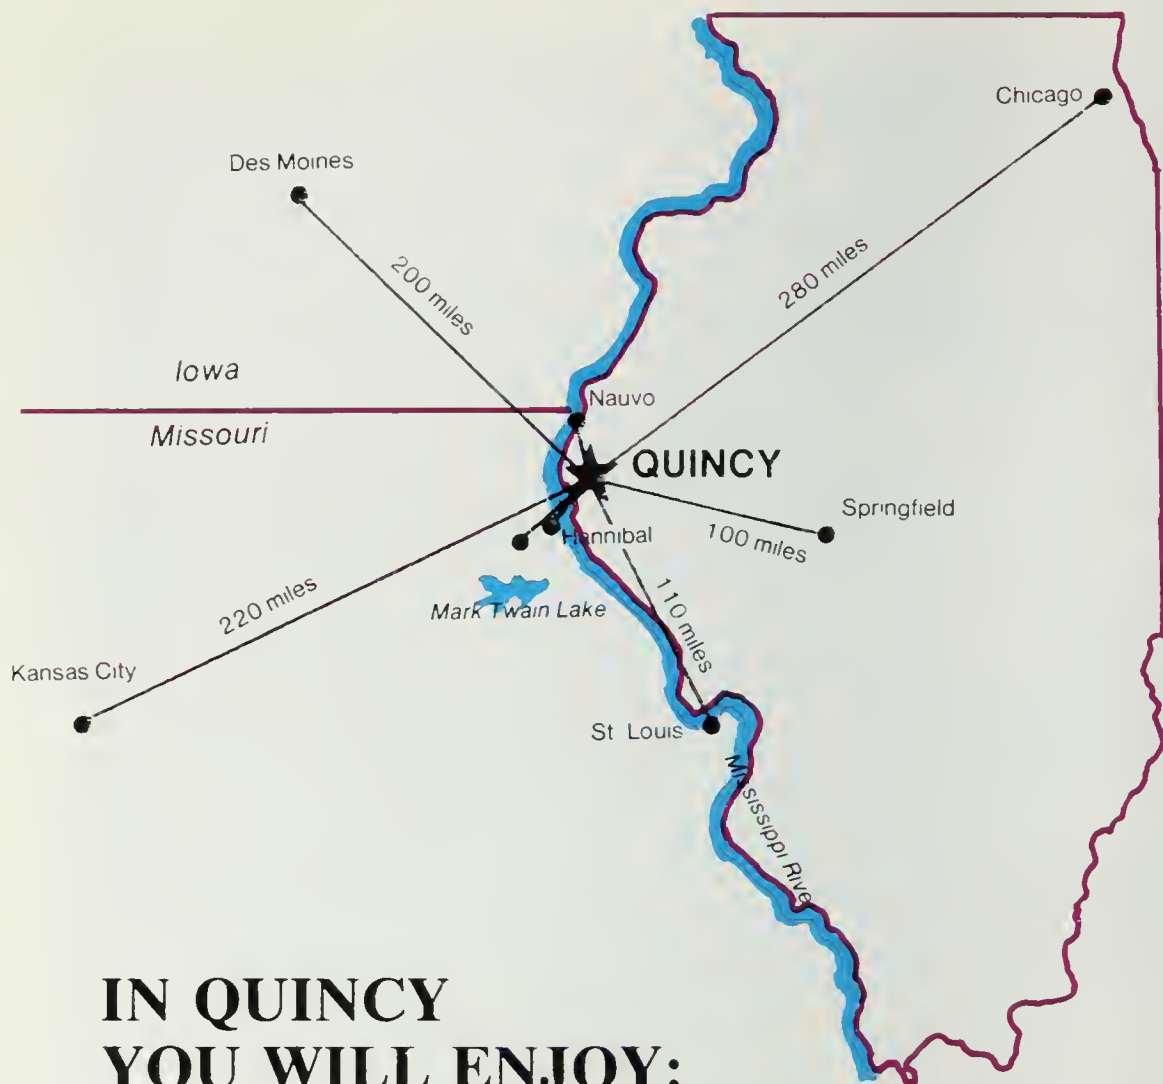 Chicago
Des Moines
200 miles
280 miles
Iowa
Nauvo
Missouri
QUINCY
Springfield
Hannibal
100 miles
220 miles
110 miles
Mark Twain Lake
Kansas City
St Louis
Mississippi River
IN QUINCY
YOU WILL ENJOY: